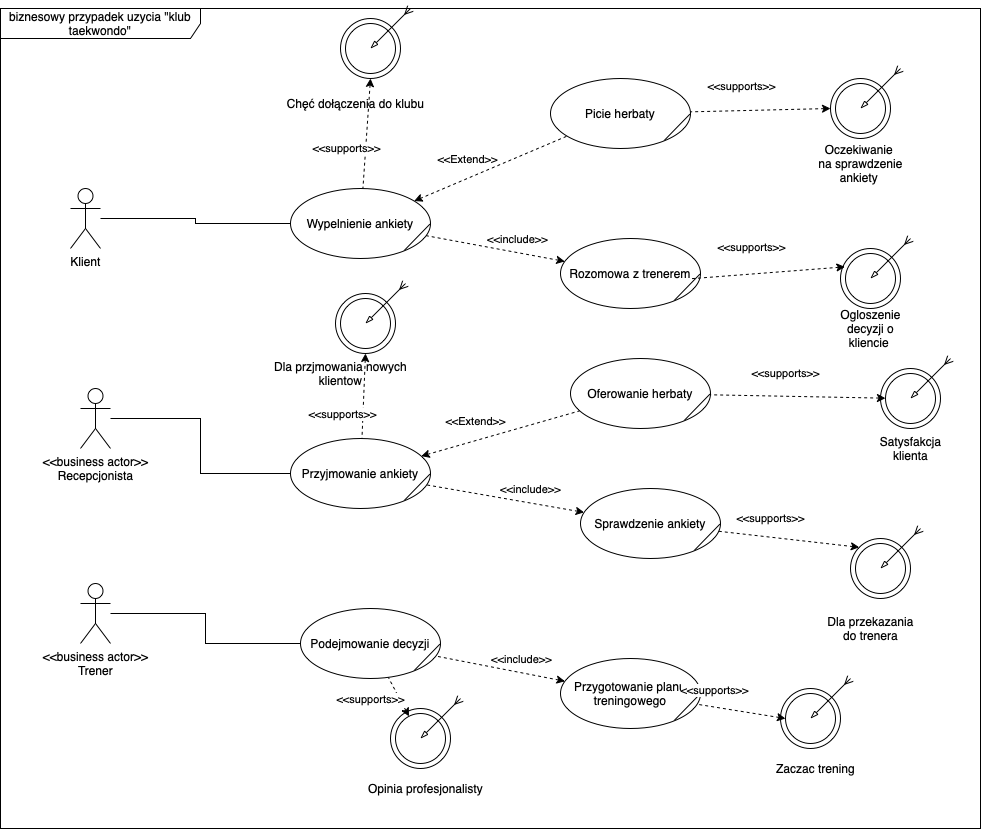 biznesowy przypadek uzycia "klub
taekwondo"
Chęć dołączenia do klubu
<<supports>>
Picie herbaty
<<supports>>
Oczekiwanie
na sprawdzenie
ankiety
<<Extend>>
Klient
Wypelnienie ankiety
<<include>>
Rozomowa z trenerem
<<supports>>
Ogloszenie
decyzji o
kliencie
Dla przjmowania nowych
klientow
<<supports>>
Oferowanie herbaty
<<supports>>
Satysfakcja
klienta
<<Extend>>
<<business actor>>
Recepcjonista
Przyjmowanie ankiety
<<include>>
Sprawdzenie ankiety
<<supports>>
Dla przekazania
do trenera
<<business actor>>
Trener
Podejmowanie decyzji
<<include>>
Przygotowanie planu
treningowego
<<supports>>
Zaczac trening
<<supports>>
Opinia profesjonalisty